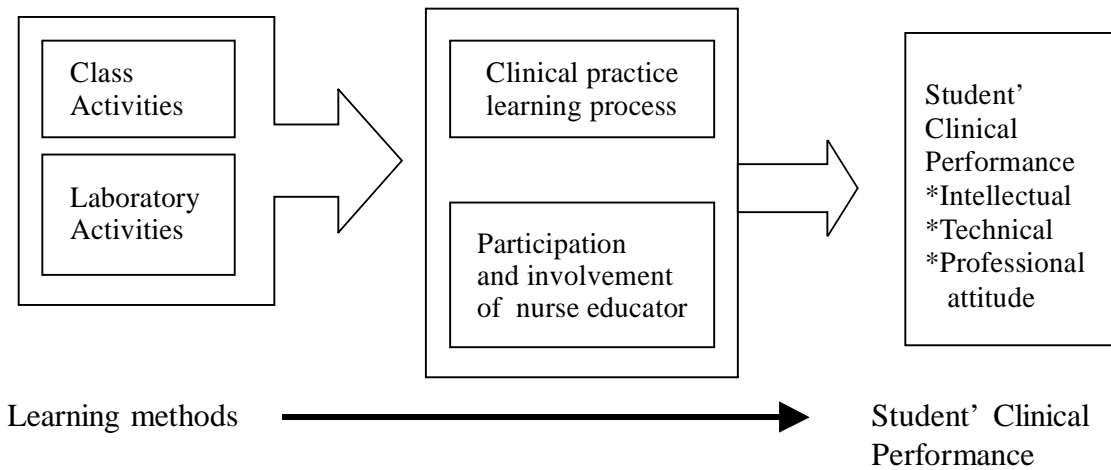 Class
Activities
Laboratory
Activities
Clinical practice
learning process
Participation
and involvement
of nurse educator
Student’
Clinical
Performance
*Intellectual
*Technical
*Professional
attitude
Learning methods
Student’ Clinical
Performance